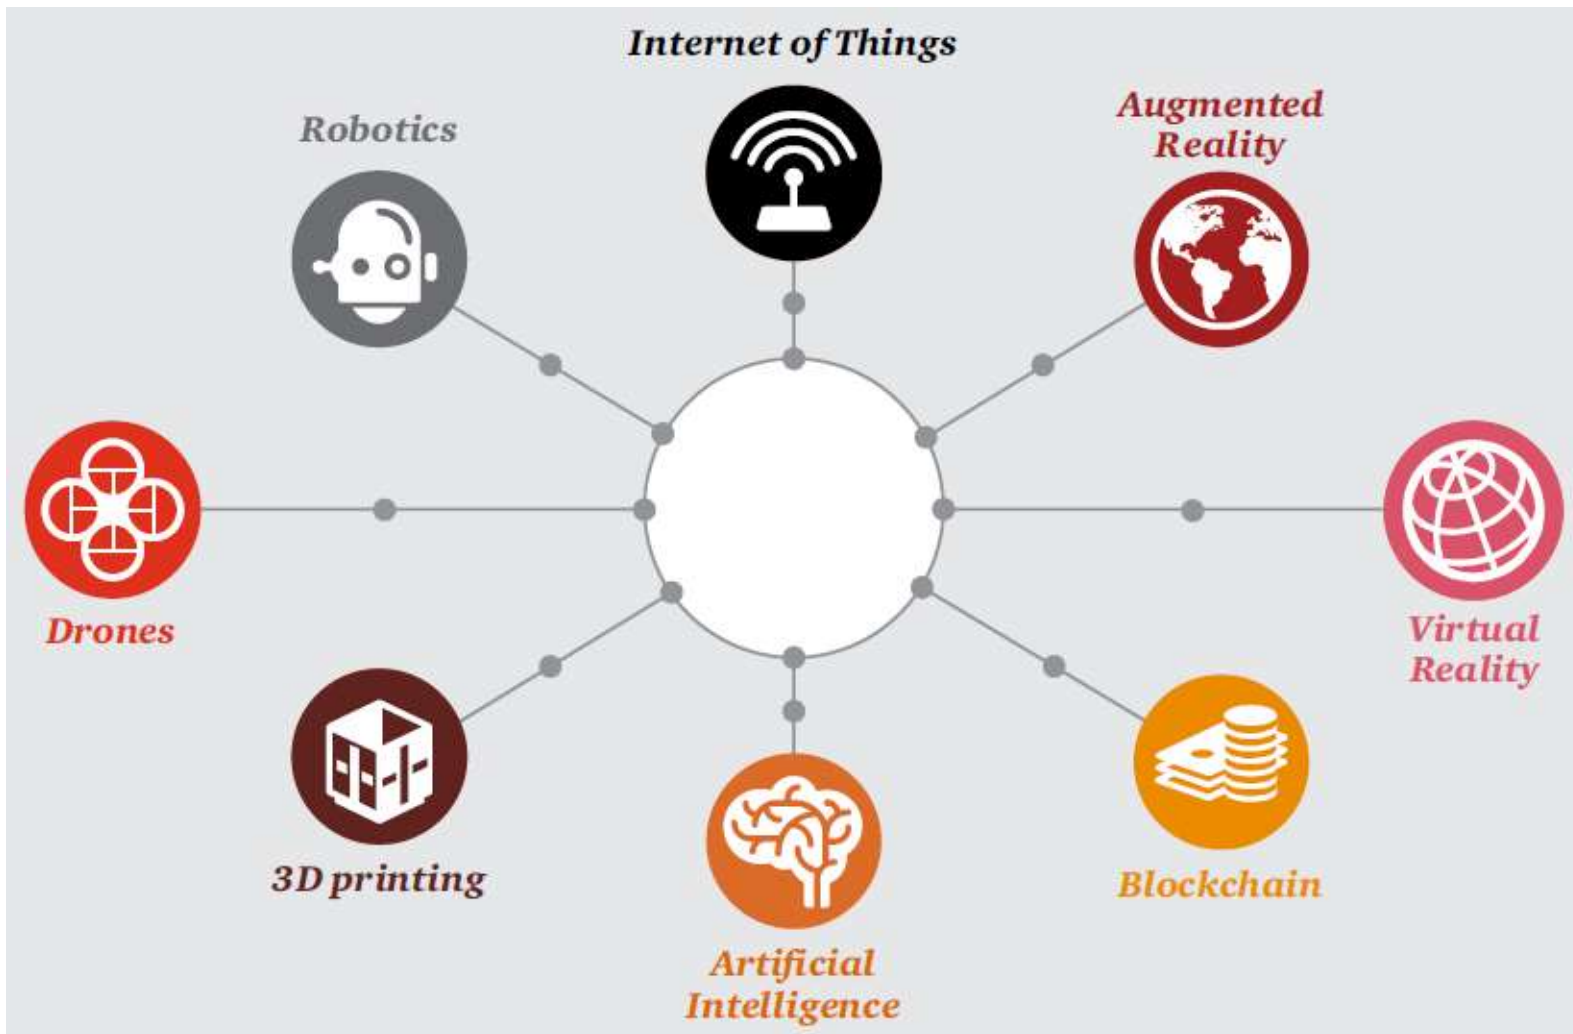 Internet of Things
Augmented
Reality
Robotics
Drones
Virtual
Reality
3D printing
Blockchain
Artificial
Intelligence